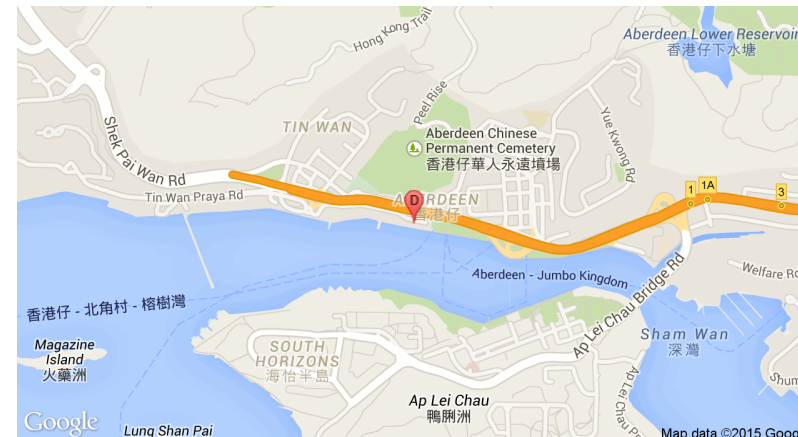 Hong Kong Trail
Aberdeen Lower Reservoir
香港仔下水塘
Peel Rise
TIN WAN
Yue Kwong Rd
Shek Pai Wan Rd
Aberdeen Chinese
Permanent Cemetery
香港仔華人永遠墳場
Tin Wan Praya Rd
1
1A
3
ABERDEEN
香港仔
D
Aberdeen - Jumbo Kingdom
Welfare Rd
香港仔 - 北角村 - 榕樹灣
Ap Lei Chau Bridge Rd
Magazine
Island
火藥洲
SOUTH
HORIZONS
海怡半島
Sham Wan
深灣
Ap Lei Chau
鴨脷洲
Ap Lei Chau P
Shum
Google
Lung Shan Pai
Map data ©2015 Goog